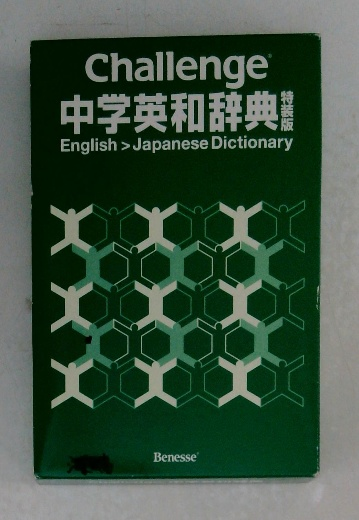 Challenge®
中学英和辞典 特装版
English > Japanese Dictionary
Benesse®